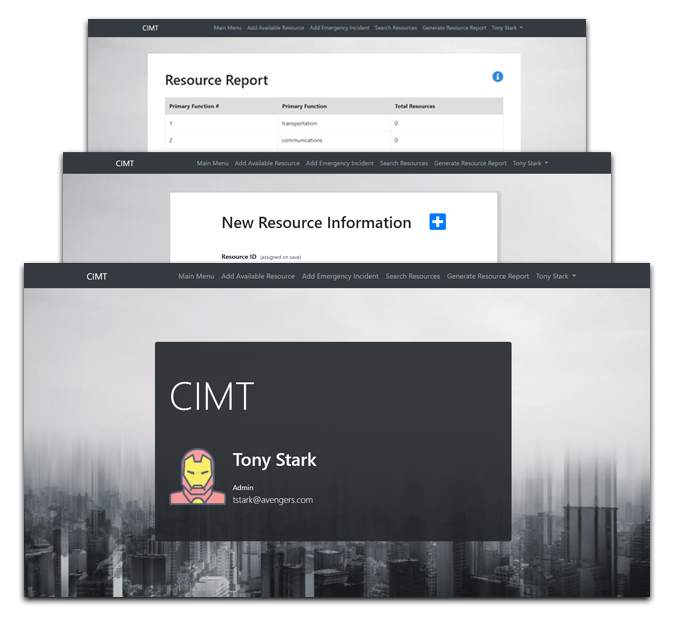 CIMT Main Menu Add Available Resource Add Emergency Incident Search Resources Generate Resource Report Tony Stark
Resource Report
Primary Function # Primary Function Total Resources
1 transportation 0
2 communications 0
CIMT Main Menu Add Available Resource Add Emergency Incident Search Resources Generate Resource Report Tony Stark
New Resource Information
Resource ID (assigned on save)
CIMT Main Menu Add Available Resource Add Emergency Incident Search Resources Generate Resource Report Tony Stark
CIMT
Tony Stark
Admin
tstark@avengers.com